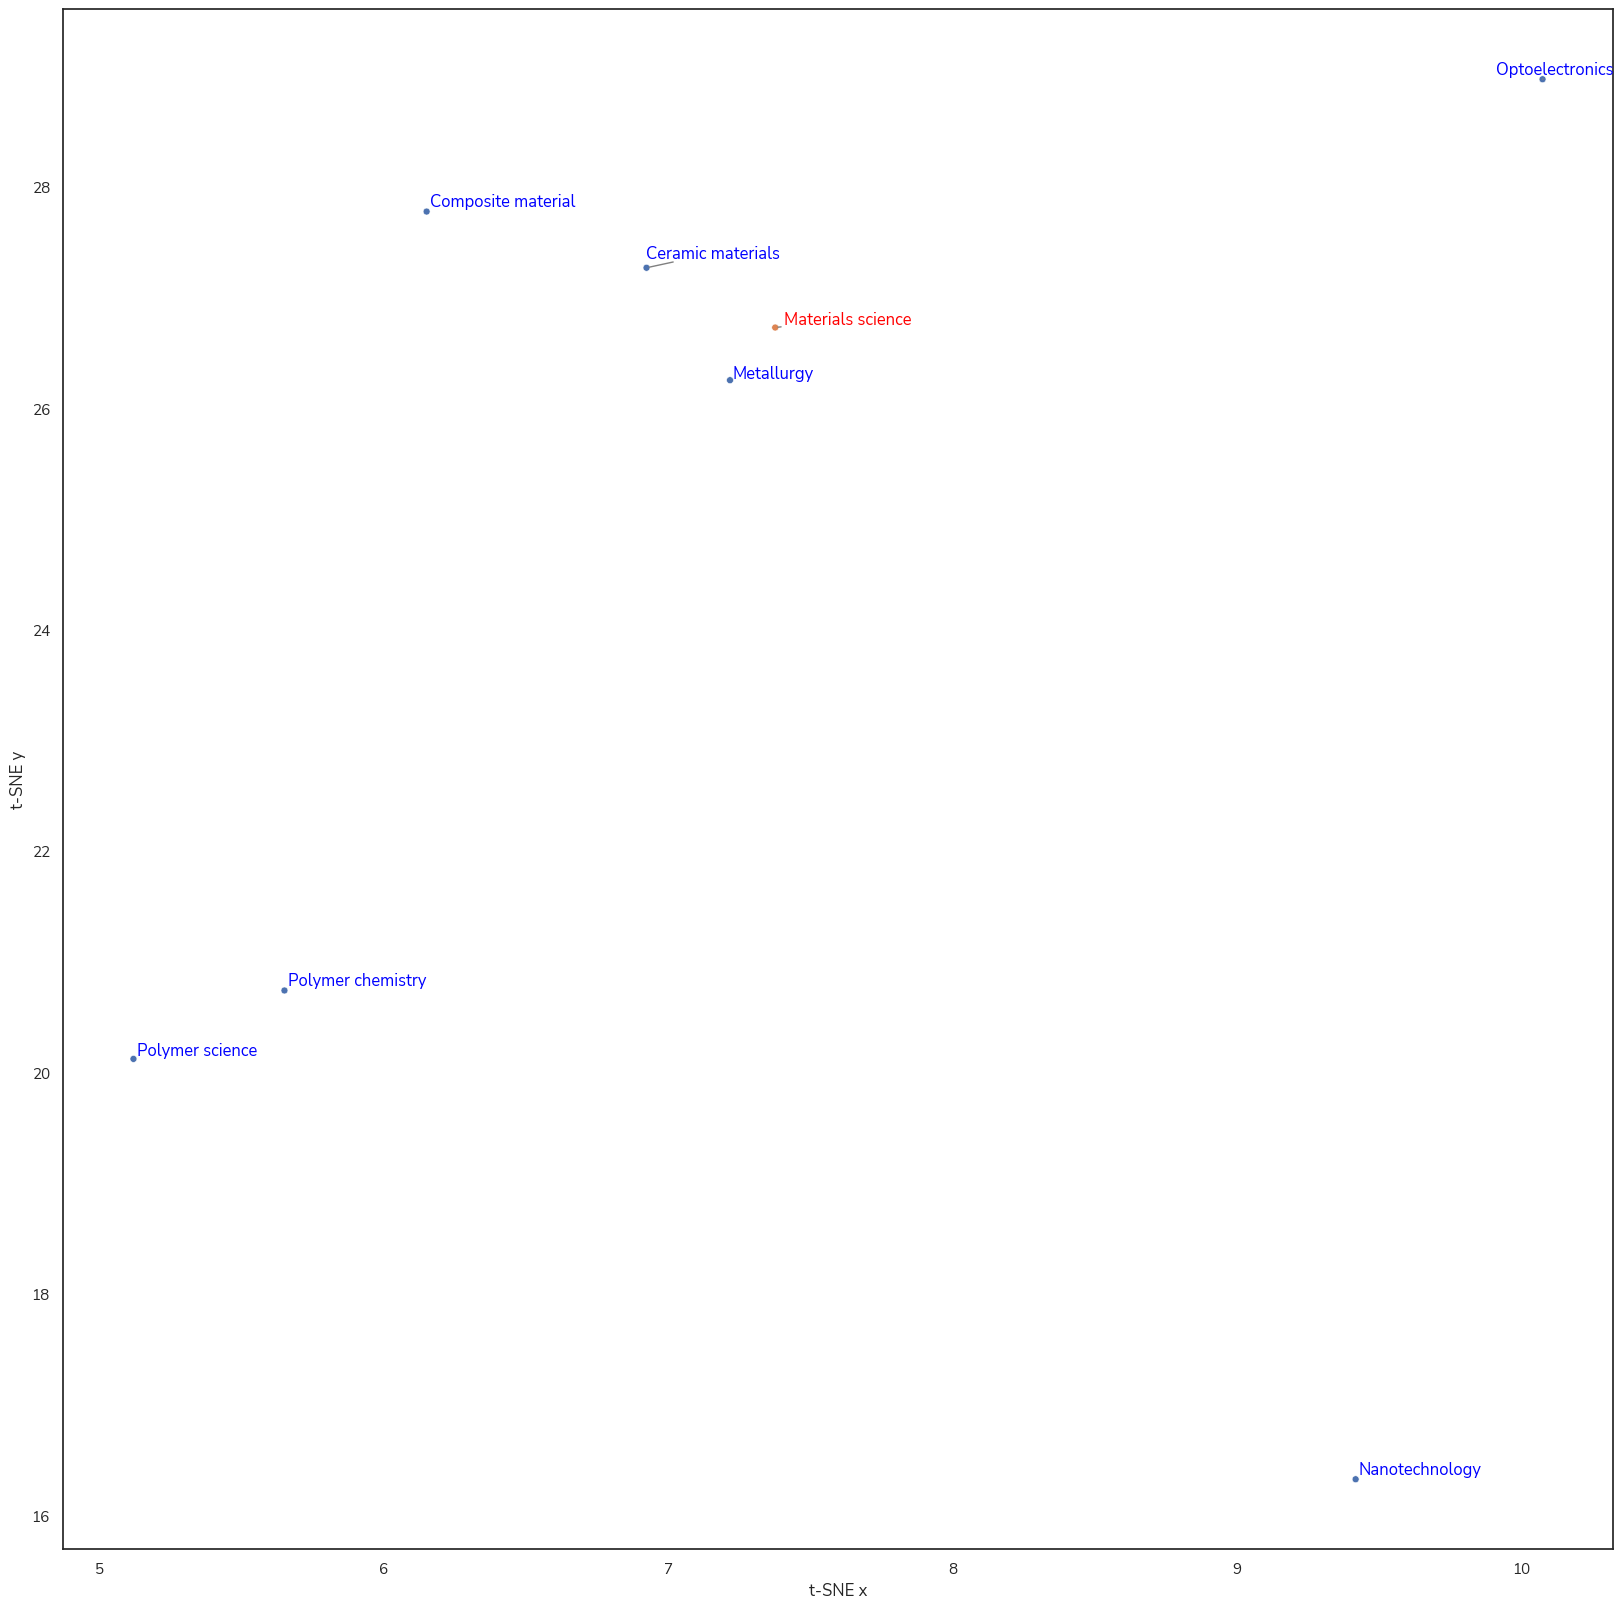 Optoelectronics
28
Composite material
Ceramic materials
Materials science
Metallurgy
26
24
t-SNE y
22
Polymer chemistry
Polymer science
20
18
Nanotechnology
16
5 6 7 8 9 10
t-SNE x